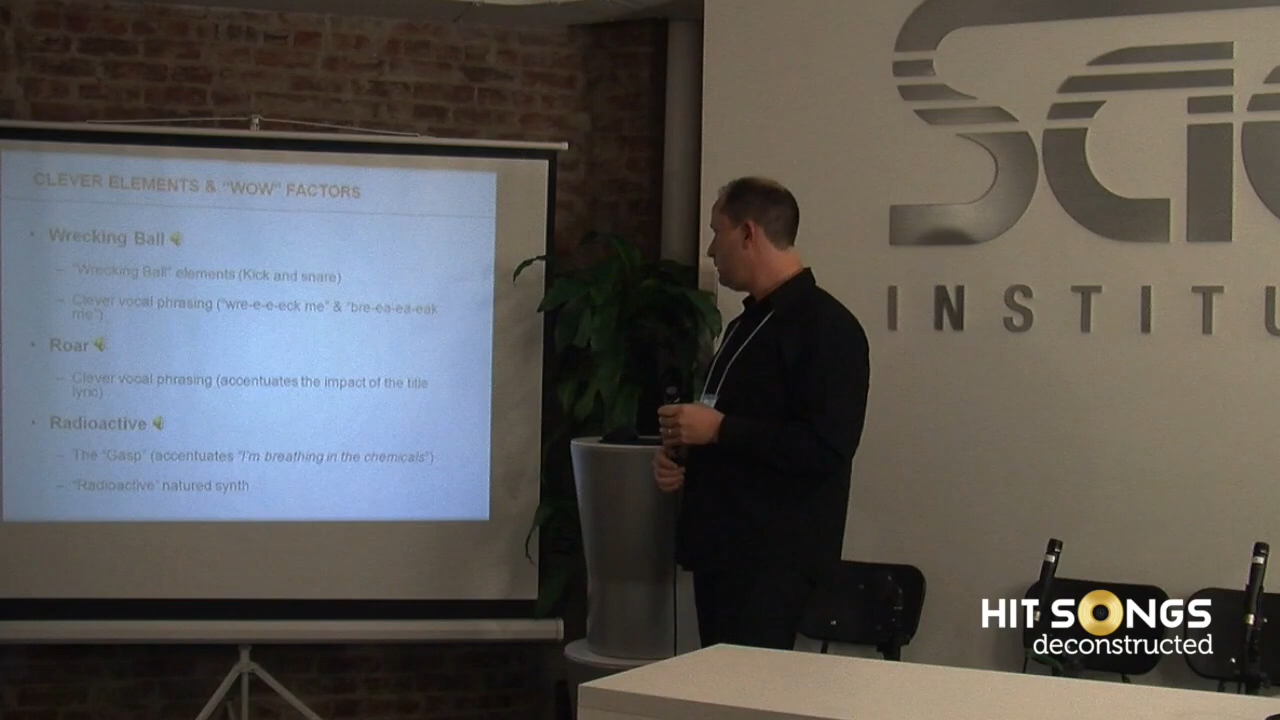 CLEVER ELEMENTS & "WOW" FACTORS
• Wrecking Ball
– "Wrecking Ball" elements (Kick and snare)
– Clever vocal phrasing ("wre-e-e-eck me" & "bre-ea-ea-eak
me")
• Roar
– Clever vocal phrasing (accentuates the impact of the title
lyric)
• Radioactive
– The "Gasp" (accentuates "I'm breathing in the chemicals")
– "Radioactive" natured synth
INSTITU
HIT SONGS
deconstructed